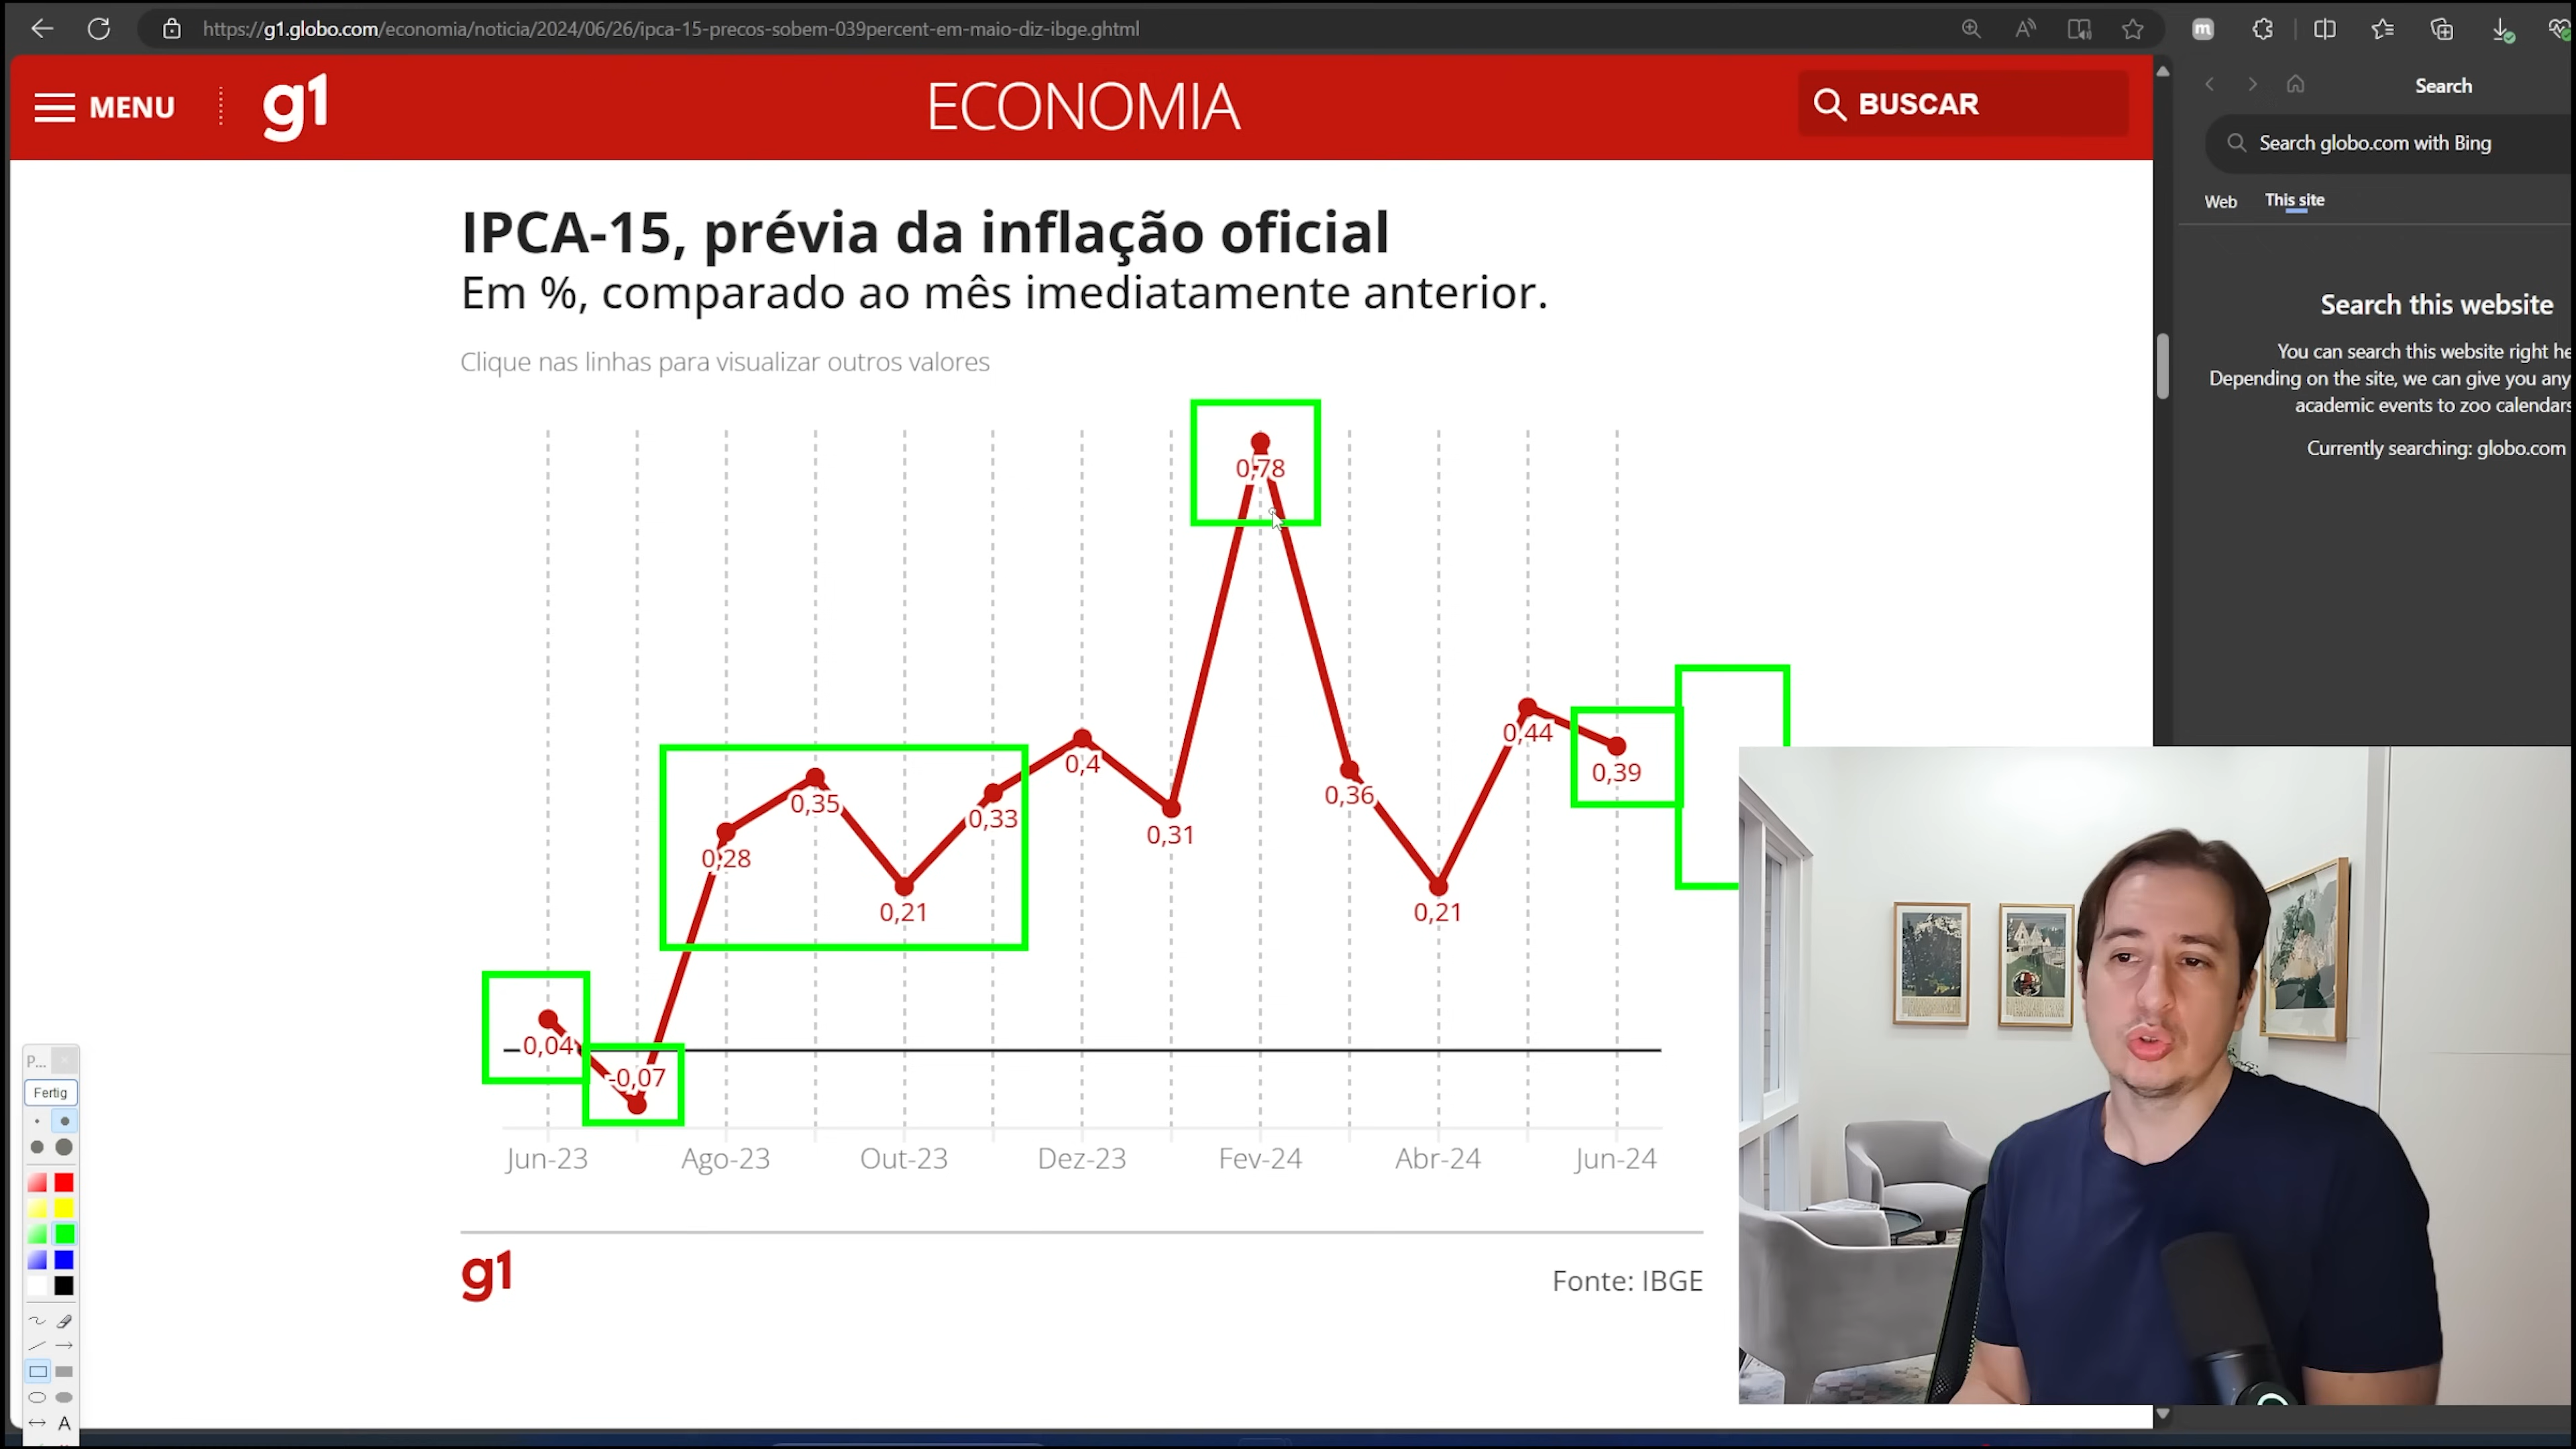 https://g1.globo.com/economia/noticia/2024/06/26/ipca-15-precos-sobem-039percent-em-maio-diz-ibge.ghtml
MENU
g1
ECONOMIA
BUSCAR
Search
Search globo.com with Bing
Web
This site
IPCA-15, prévia da inflação oficial
Em %, comparado ao mês imediatamente anterior.
Clique nas linhas para visualizar outros valores
Search this website
You can search this website right he
Depending on the site, we can give you any
academic events to zoo calendars
Currently searching: globo.com
0,04
-0,07
0,28
0,35
0,21
0,33
0,4
0,31
0,78
0,36
0,21
0,44
0,39
Jun-23
Ago-23
Out-23
Dez-23
Fev-24
Abr-24
Jun-24
g1
Fonte: IBGE
P...
Fertig
A